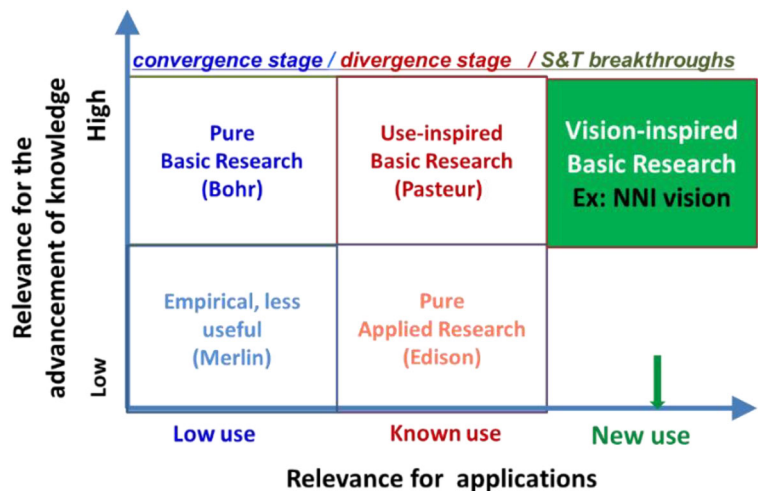 convergence stage / divergence stage / S&T breakthroughs
Relevance for the
advancement of knowledge
High
Low
Pure
Basic Research
(Bohr)
Use-inspired
Basic Research
(Pasteur)
Vision-inspired
Basic Research
Ex: NNI vision
Empirical, less
useful
(Merlin)
Pure
Applied Research
(Edison)
Low use
Known use
New use
Relevance for applications